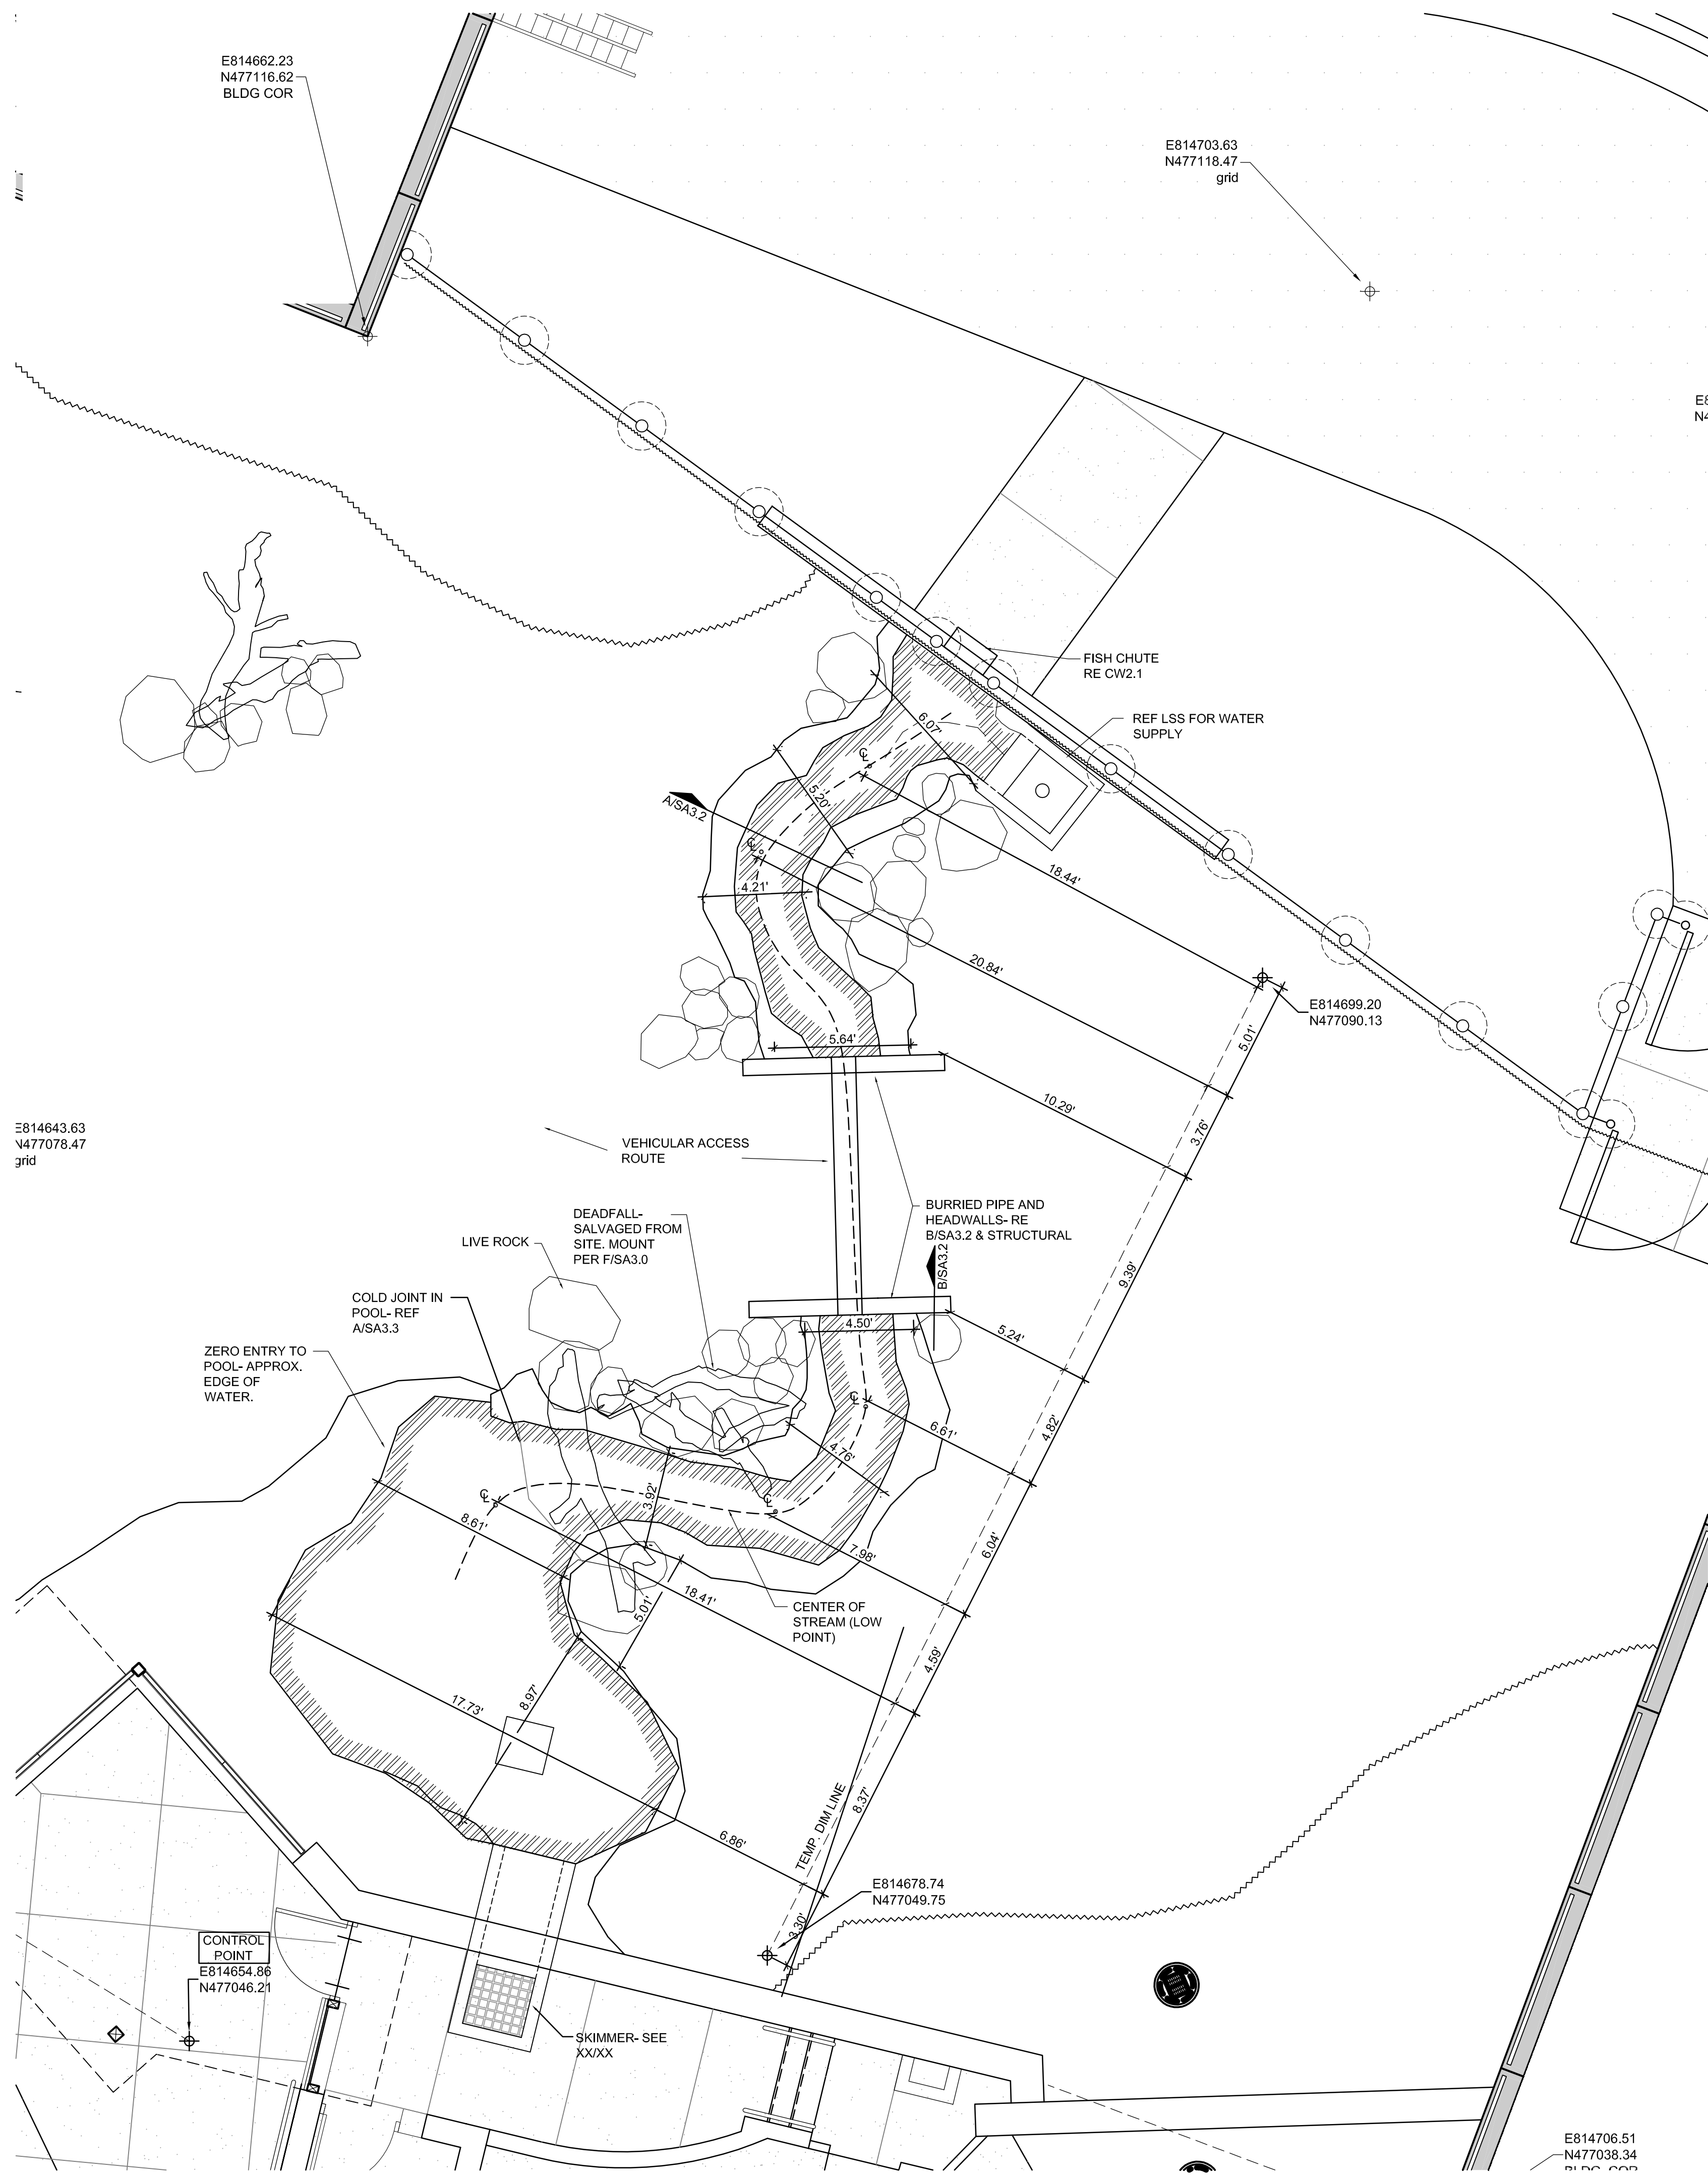 E814662.23
N477116.62
BLDG COR
E814703.63
N477118.47
grid
FISH CHUTE
RE CW2.1
REF LSS FOR WATER
SUPPLY
6.07'
℄
5.20'
A/SA3.2
℄
4.21'
18.44'
20.84'
E814699.20
N477090.13
5.01'
5.64'
10.29'
3.76'
E814643.63
N477078.47
grid
VEHICULAR ACCESS
ROUTE
BURRIED PIPE AND
HEADWALLS- RE
B/SA3.2 & STRUCTURAL
B/SA3.2
DEADFALL-
SALVAGED FROM
SITE. MOUNT
PER F/SA3.0
LIVE ROCK
9.39'
COLD JOINT IN
POOL- REF
A/SA3.3
4.50'
5.24'
ZERO ENTRY TO
POOL- APPROX.
EDGE OF
WATER.
℄
6.61'
4.82'
4.76'
℄
3.92'
℄
8.61'
7.98'
6.04'
18.41'
5.01'
CENTER OF
STREAM (LOW
POINT)
4.59'
17.73'
8.97'
TEMP. DIM LINE
8.37'
6.86'
E814678.74
N477049.75
3.30'
CONTROL
POINT
E814654.86
N477046.21
SKIMMER- SEE
XX/XX
E814706.51
N477038.34
BLDG COR